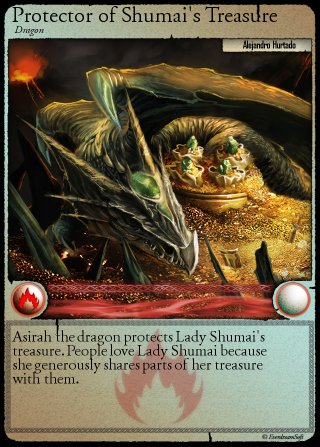 Protector of Shumai's Treasure
Dragon
Alejandro Hurtado
Asirah the dragon protects Lady Shumai's
treasure. People love Lady Shumai because
she generously shares parts of her treasure
with them.
© EverdreamSoft